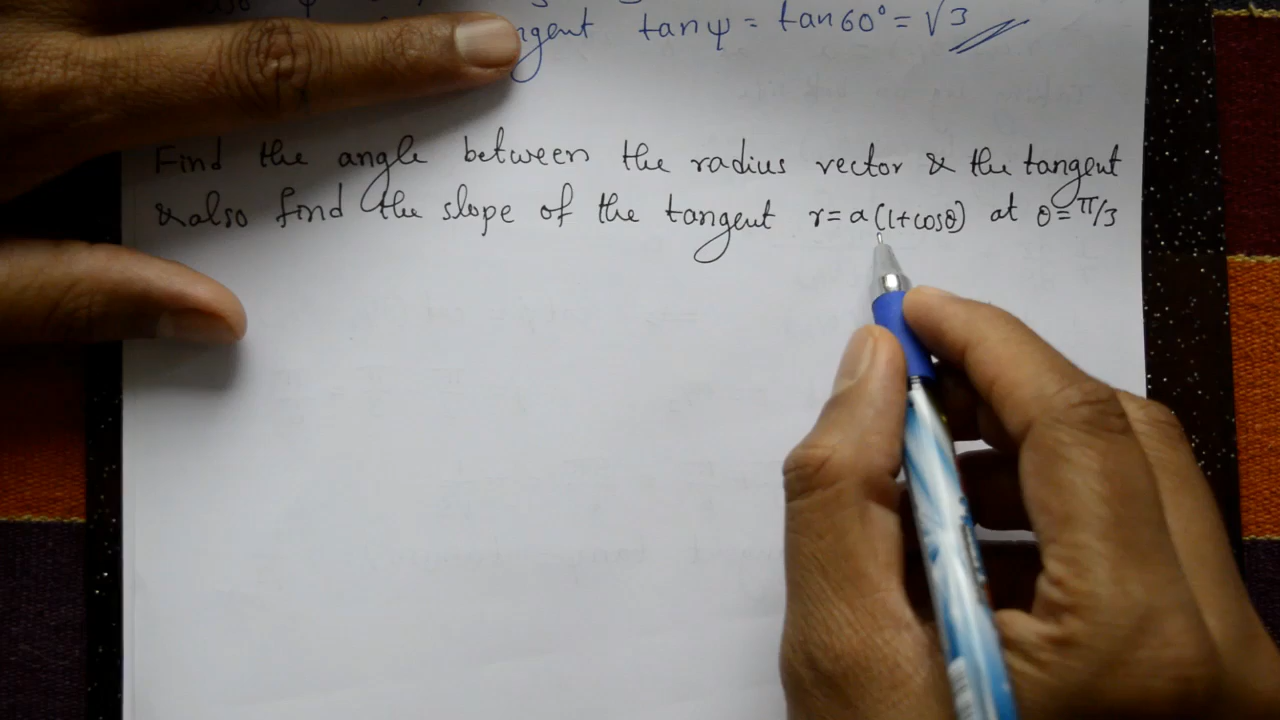 tanψ = tan60° = √3
Find the angle between the radius vector & the tangent
& also find the slope of the tangent r = a(1+cosθ) at θ = π/3